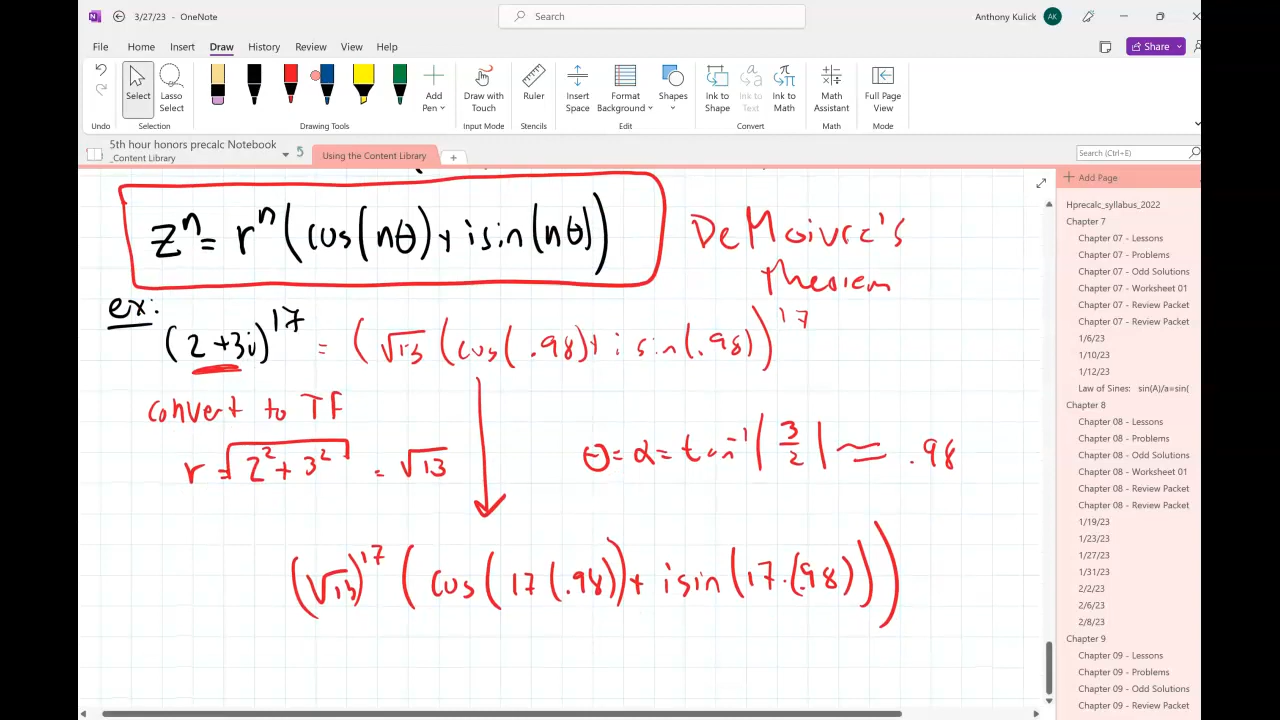 3/27/23 - OneNote
Search
Anthony Kulick
AK
File Home Insert Draw History Review View Help
Share
Undo
Select
Lasso Select
Selection
Drawing Tools
Add Pen
Draw with Touch
Input Mode
Ruler
Stencils
Insert Space
Format Background
Shapes
Edit
Ink to Shape
Ink to Text
Ink to Math
Convert
Math Assistant
Math
Full Page View
Mode
5th hour honors precalc Notebook
_Content Library
Using the Content Library
Search (Ctrl+E)
Add Page
Hprecalc_syllabus_2022
Chapter 7
Chapter 07 - Lessons
Chapter 07 - Problems
Chapter 07 - Odd Solutions
Chapter 07 - Worksheet 01
Chapter 07 - Review Packet
Chapter 07 - Review Packet
1/6/23
1/10/23
1/12/23
Law of Sines: sin(A)/a=sin(
Chapter 8
Chapter 08 - Lessons
Chapter 08 - Problems
Chapter 08 - Odd Solutions
Chapter 08 - Worksheet 01
Chapter 08 - Review Packet
Chapter 08 - Review Packet
1/19/23
1/23/23
1/27/23
1/31/23
2/2/23
2/6/23
2/8/23
Chapter 9
Chapter 09 - Lessons
Chapter 09 - Problems
Chapter 09 - Odd Solutions
Chapter 09 - Review Packet
zⁿ = rⁿ(cos(nθ) + isin(nθ))
DeMoivre's
theorem
ex:
(2+3i)¹⁷ = (√13 (cos(.98) + i sin(.98))¹⁷
convert to TF
r = √2² + 3² = √13
θ = α = tan⁻¹|3/2| ≈ .98
(√13)¹⁷ (cos(17(.98)) + isin(17·(.98)))